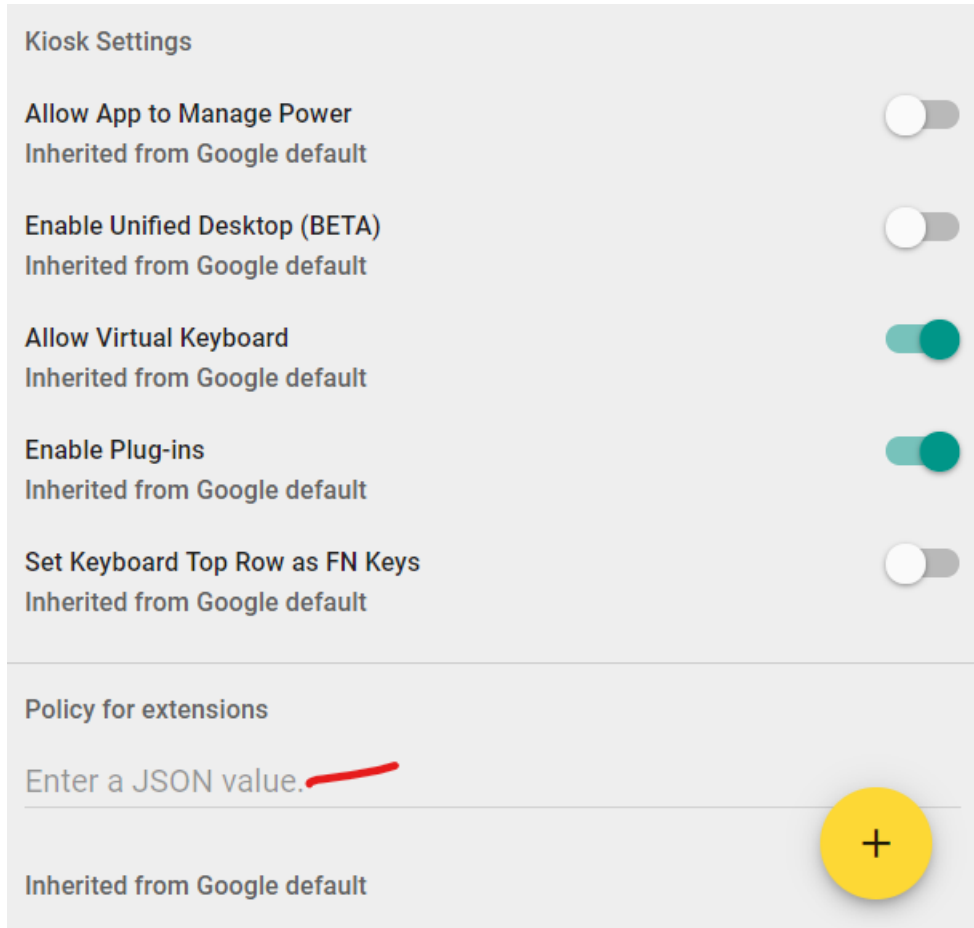 Kiosk Settings
Allow App to Manage Power
Inherited from Google default
Enable Unified Desktop (BETA)
Inherited from Google default
Allow Virtual Keyboard
Inherited from Google default
Enable Plug-ins
Inherited from Google default
Set Keyboard Top Row as FN Keys
Inherited from Google default
Policy for extensions
Enter a JSON value.
+
Inherited from Google default